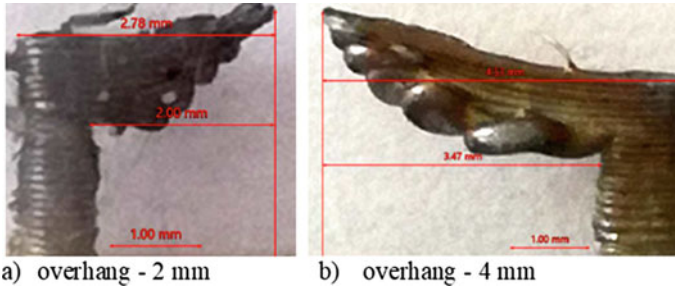 2.78 mm
2.00 mm
1.00 mm
3.47 mm
1.00 mm
a) overhang - 2 mm
b) overhang - 4 mm